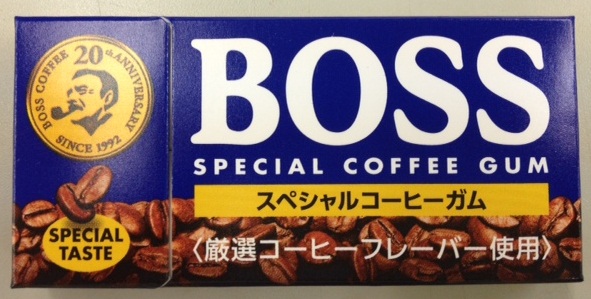 BOSS COFFEE 20th ANNIVERSARY
SINCE 1992
SPECIAL
TASTE
BOSS
SPECIAL COFFEE GUM
スペシャルコーヒーガム
〈厳選コーヒーフレーバー使用〉